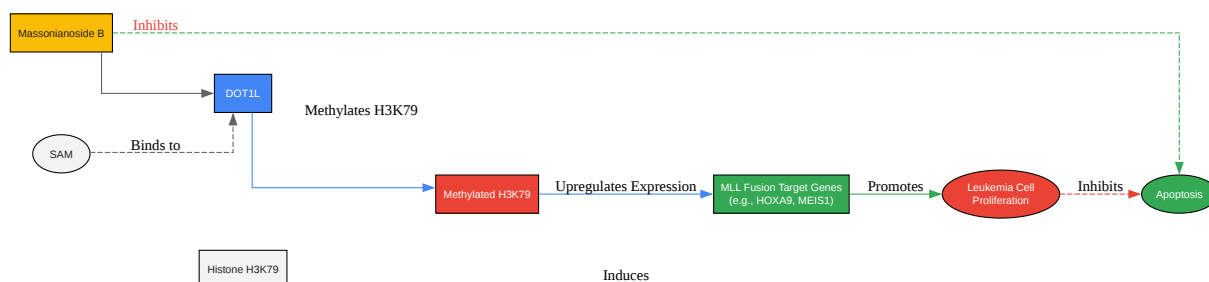 Inhibits
Massonianoside B
DOT1L
Methylates H3K79
Binds to
SAM
Methylated H3K79
Upregulates Expression
MLL Fusion Target Genes
(e.g., HOXA9, MEIS1)
Promotes
Leukemia Cell
Proliferation
Inhibits
Apoptosis
Histone H3K79
Induces